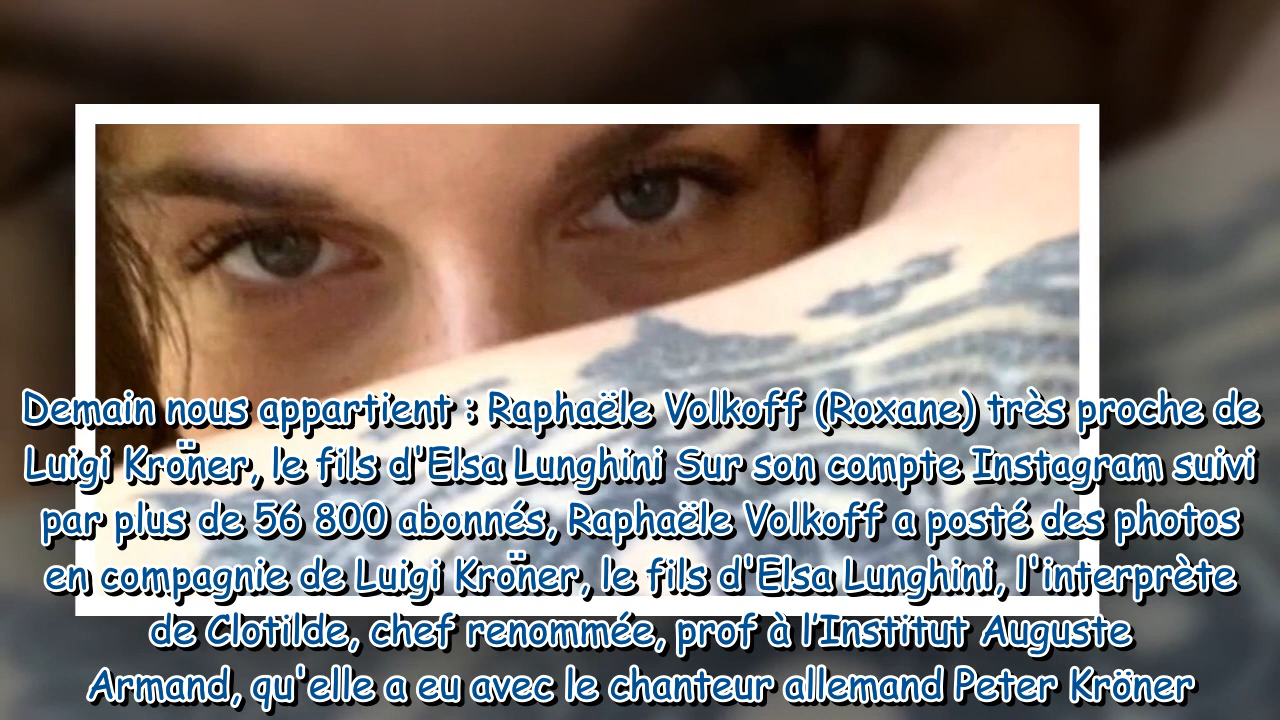 Demain nous appartient : Raphaële Volkoff (Roxane) très proche de
Luigi Kröner, le fils d'Elsa Lunghini Sur son compte Instagram suivi
par plus de 56 800 abonnés, Raphaële Volkoff a posté des photos
en compagnie de Luigi Kröner, le fils d'Elsa Lunghini, l'interprète
de Clotilde, chef renommée, prof à l’Institut Auguste
Armand, qu'elle a eu avec le chanteur allemand Peter Kröner